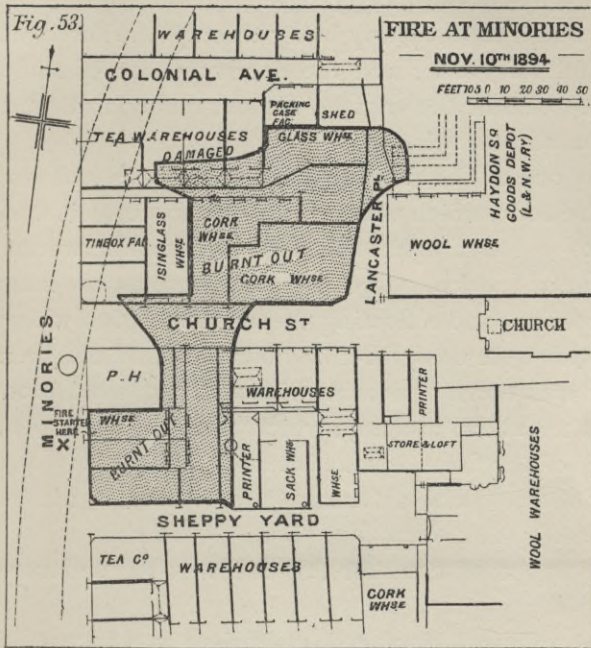 Fig. 53.
FIRE AT MINORIES
NOV. 10TH 1894
FEET 10 5 0 10 20 30 40 50
WAREHOUSES
COLONIAL AVE.
PACKING
CASE
FAC.
SHED
TEA WAREHOUSES
DAMAGED
GLASS WHSE
HAYDON SQ
GOODS DEPOT
(L & N.W. RY)
LANCASTER PL
TINBOX FAC.
ISINGLASS
WHSE
CORK
WHSE
BURNT OUT
CORK WHSE
WOOL WHSE
CHURCH ST
CHURCH
MINORIES
P.H
WAREHOUSES
PRINTER
FIRE
STARTED
HERE
X
WHSE
BURNT OUT
PRINTER
SACK WHSE
WHSE
STORE & LOFT
WOOL WAREHOUSES
SHEPPY YARD
TEA CO
WAREHOUSES
CORK
WHSE